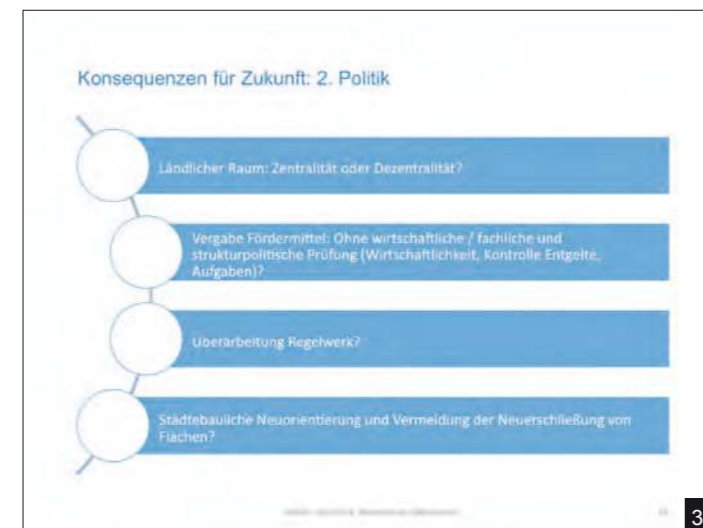 Konsequenzen für Zukunft: 2. Politik
Ländlicher Raum: Zentralität oder Dezentralität?
Vergabe Fördermittel: Ohne wirtschaftliche / fachliche und
strukturpolitische Prüfung (Wirtschaftlichkeit, Kontrolle Entgelte,
Aufgaben)?
Überarbeitung Regelwerk?
Städtebauliche Neuorientierung und Vermeidung der Neuerschließung von
Flächen?
3